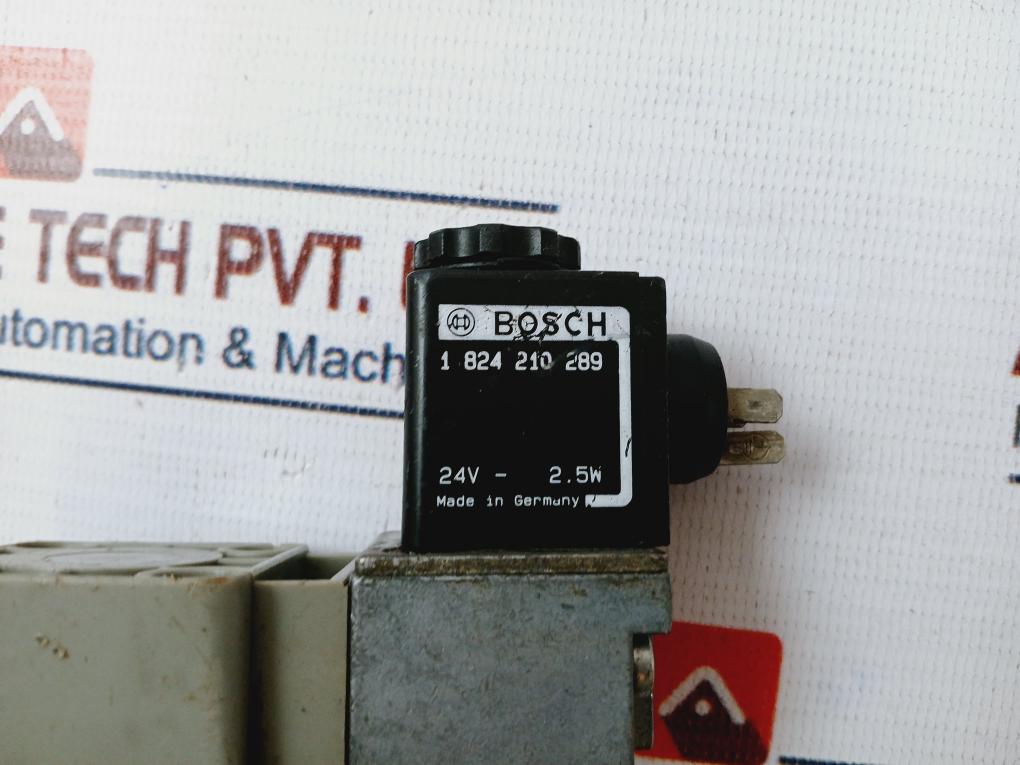 TECH PVT.
utomation & Mach
BOSCH
1 824 210 289
24V - 2.5W
Made in Germany